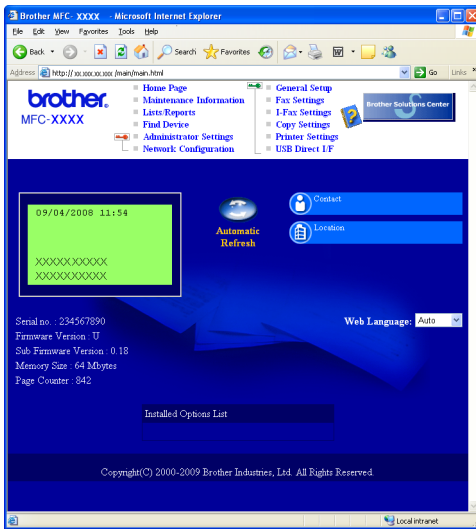 Brother MFC- XXXX - Microsoft Internet Explorer
File Edit View Favorites Tools Help
Back Search Favorites
Address http:// xx.xxx.xx.xxx /main/main.html Go Links »
brother.
MFC-XXXX
Home Page
Maintenance Information
Lists/Reports
Find Device
Administrator Settings
Network Configuration
General Setup
Fax Settings
I-Fax Settings
Copy Settings
Printer Settings
USB Direct I/F
Brother Solutions Center
09/04/2008 11:54
XXXXXXXXXX
XXXXXXXXXX
Automatic
Refresh
Contact
Location
Serial no. : 234567890
Firmware Version : U
Sub Firmware Version : 0.18
Memory Size : 64 Mbytes
Page Counter : 842
Web Language: Auto
Installed Options List
Copyright(C) 2000-2009 Brother Industries, Ltd. All Rights Reserved.
Local intranet